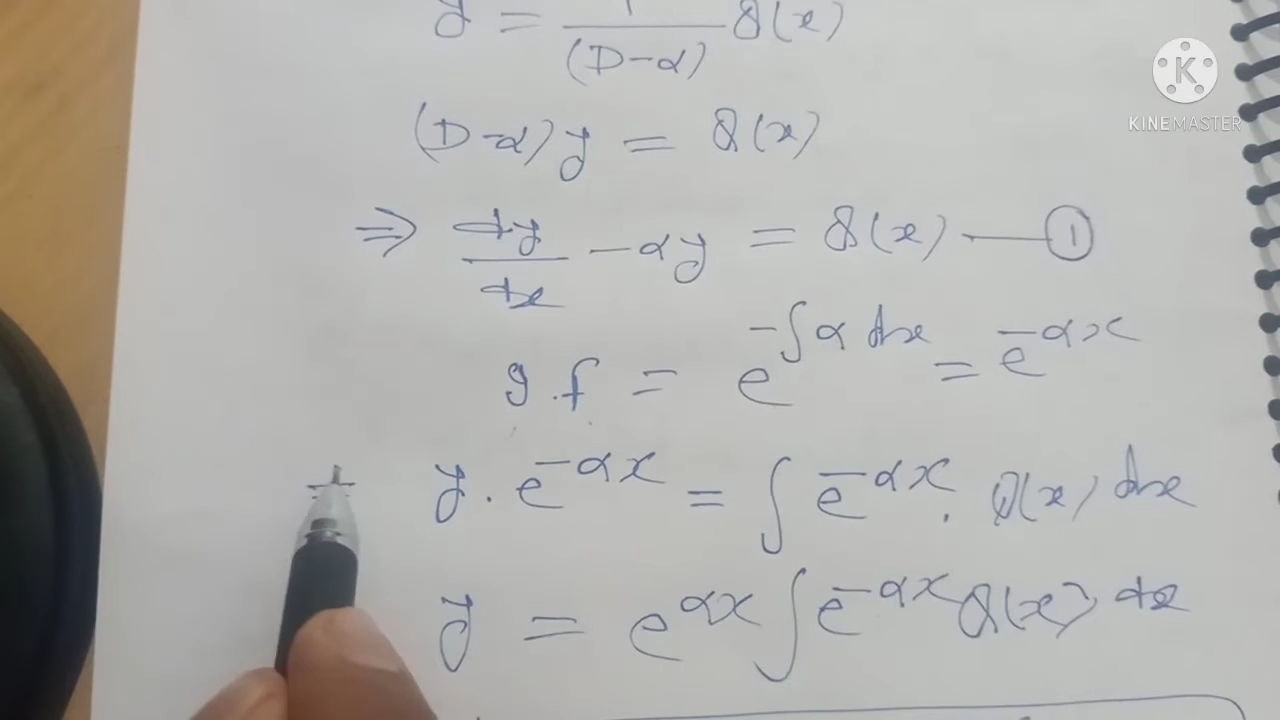 y = 1/(D-α) Q(x)
(D-α)y = Q(x)
⇒ dy/dx - αy = Q(x) — ①
I.f = e^{-∫α dx} = e^{-αx}
y.e^{-αx} = ∫e^{-αx}. Q(x) dx
y = e^{αx} ∫e^{-αx} Q(x) dx
K
KINEMASTER